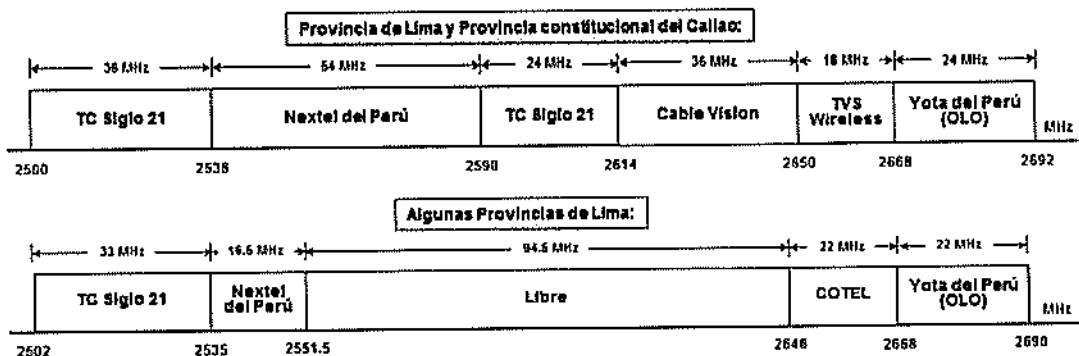 Provincia de Lima y Provincia constitucional del Callao:
36 MHz 54 MHz 24 MHz 36 MHz 18 MHz 24 MHz
TC Siglo 21 Nextel del Perú TC Siglo 21 Cable Vision TVS Yota del Perú
Wireless (OLO) MHz
2500 2536 2590 2614 2650 2668 2692
Algunas Provincias de Lima:
33 MHz 16.5 MHz 94.5 MHz 22 MHz 22 MHz
TC Siglo 21 Nextel Libre COTEL Yota del Perú
del Perú (OLO) MHz
2502 2535 2551.5 2646 2668 2690